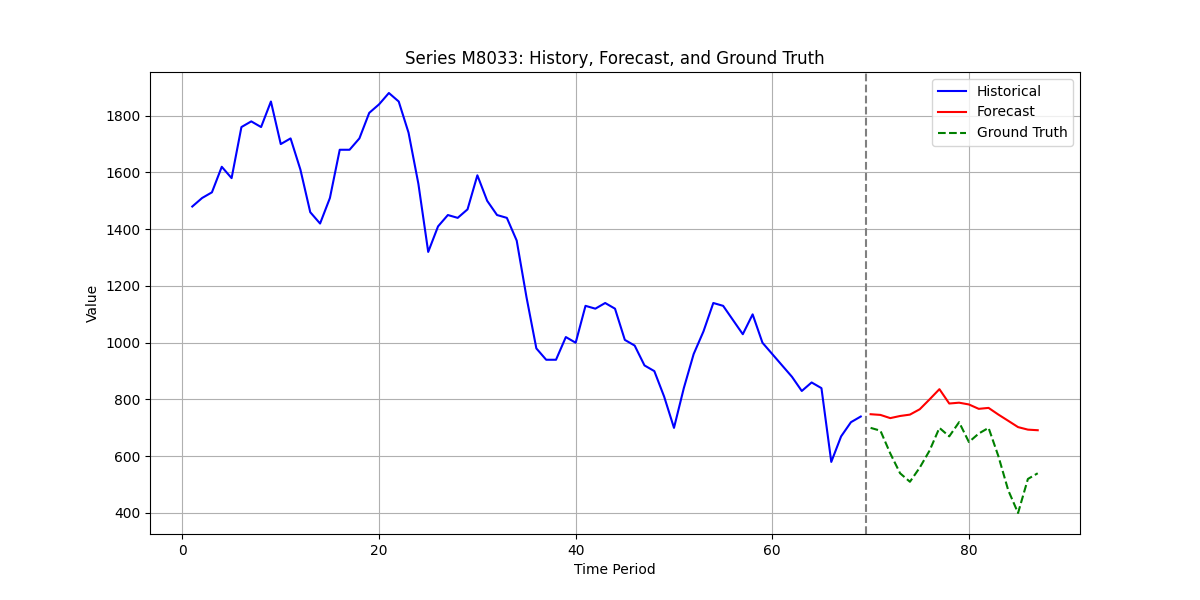 Series M8033: History, Forecast, and Ground Truth
Historical
Forecast
Ground Truth
Value
1800
1600
1400
1200
1000
800
600
400
0 20 40 60 80
Time Period